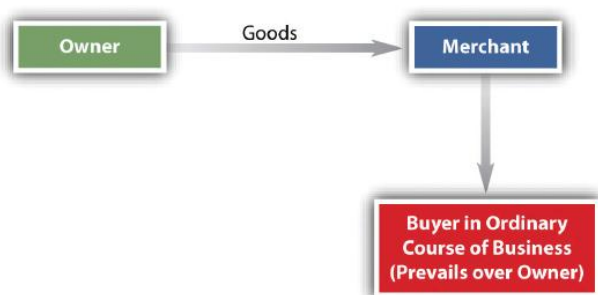 Owner
Goods
Merchant
Buyer in Ordinary
Course of Business
(Prevails over Owner)